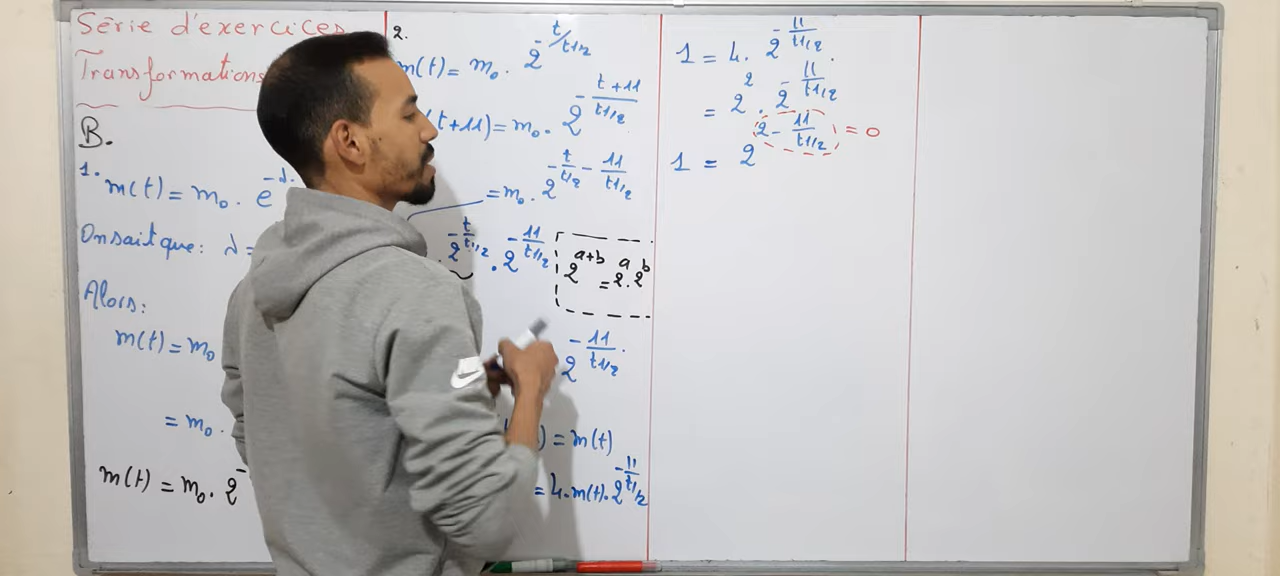 Série d'exercices
Transformations
B.
1. m(t) = m₀ . e^-λ.
On sait que : λ =
Alors :
m(t) = m₀
= m₀ .
m(t) = m₀ . 2^-
2.
m(t) = m₀ . 2^-t/t1/2
(t+11) = m₀ . 2^-(t+11)/t1/2
= m₀ . 2^-t/t1/2 - 11/t1/2
. 2^-t/t1/2 . 2^-11/t1/2
2^a+b = 2^a . 2^b
2^-11/t1/2 .
) = m(t)
= 4 . m(t) . 2^-11/t1/2
1 = 4 . 2^-11/t1/2 .
= 2^2 . 2^-11/t1/2
1 = 2^2 - 11/t1/2 = 0